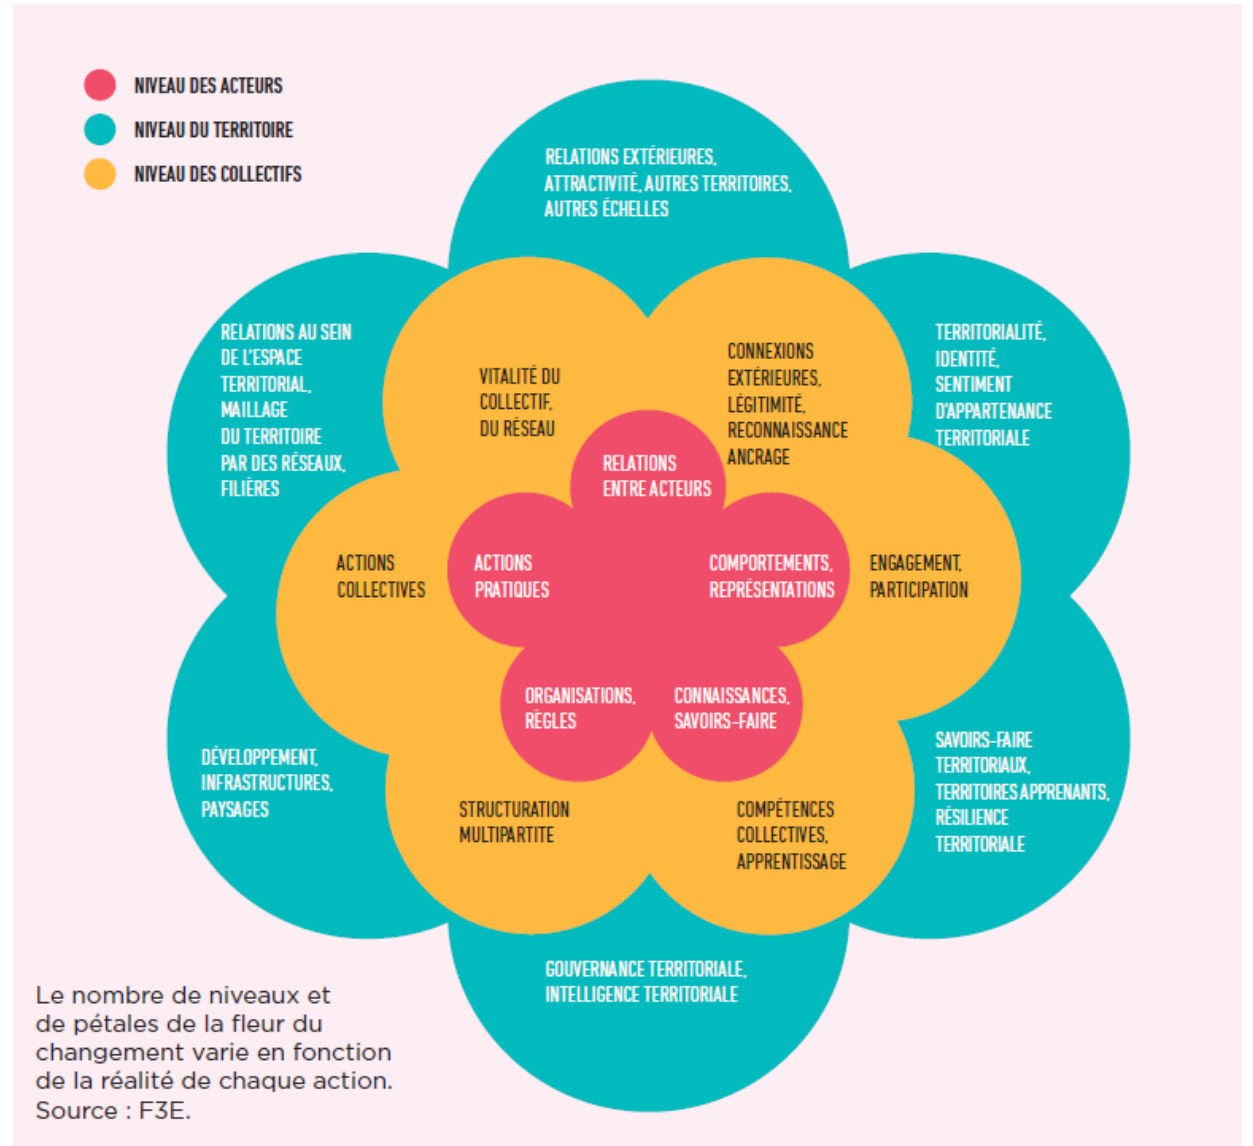 NIVEAU DES ACTEURS
NIVEAU DU TERRITOIRE
NIVEAU DES COLLECTIFS
RELATIONS EXTÉRIEURES,
ATTRACTIVITÉ, AUTRES TERRITOIRES,
AUTRES ÉCHELLES
RELATIONS AU SEIN
DE L'ESPACE
TERRITORIAL,
MAILLAGE
DU TERRITOIRE
PAR DES RÉSEAUX,
FILIÈRES
VITALITÉ DU
COLLECTIF,
DU RÉSEAU
CONNEXIONS
EXTÉRIEURES,
LÉGITIMITÉ,
RECONNAISSANCE
ANCRAGE
TERRITORIALITÉ,
IDENTITÉ,
SENTIMENT
D'APPARTENANCE
TERRITORIALE
RELATIONS
ENTRE ACTEURS
ACTIONS
COLLECTIVES
ACTIONS
PRATIQUES
COMPORTEMENTS,
REPRÉSENTATIONS
ENGAGEMENT,
PARTICIPATION
ORGANISATIONS,
RÈGLES
CONNAISSANCES,
SAVOIRS-FAIRE
DÉVELOPPEMENT,
INFRASTRUCTURES,
PAYSAGES
STRUCTURATION
MULTIPARTITE
COMPÉTENCES
COLLECTIVES,
APPRENTISSAGE
SAVOIRS-FAIRE
TERRITORIAUX,
TERRITOIRES APPRENANTS,
RÉSILIENCE
TERRITORIALE
GOUVERNANCE TERRITORIALE,
INTELLIGENCE TERRITORIALE
Le nombre de niveaux et
de pétales de la fleur du
changement varie en fonction
de la réalité de chaque action.
Source : F3E.